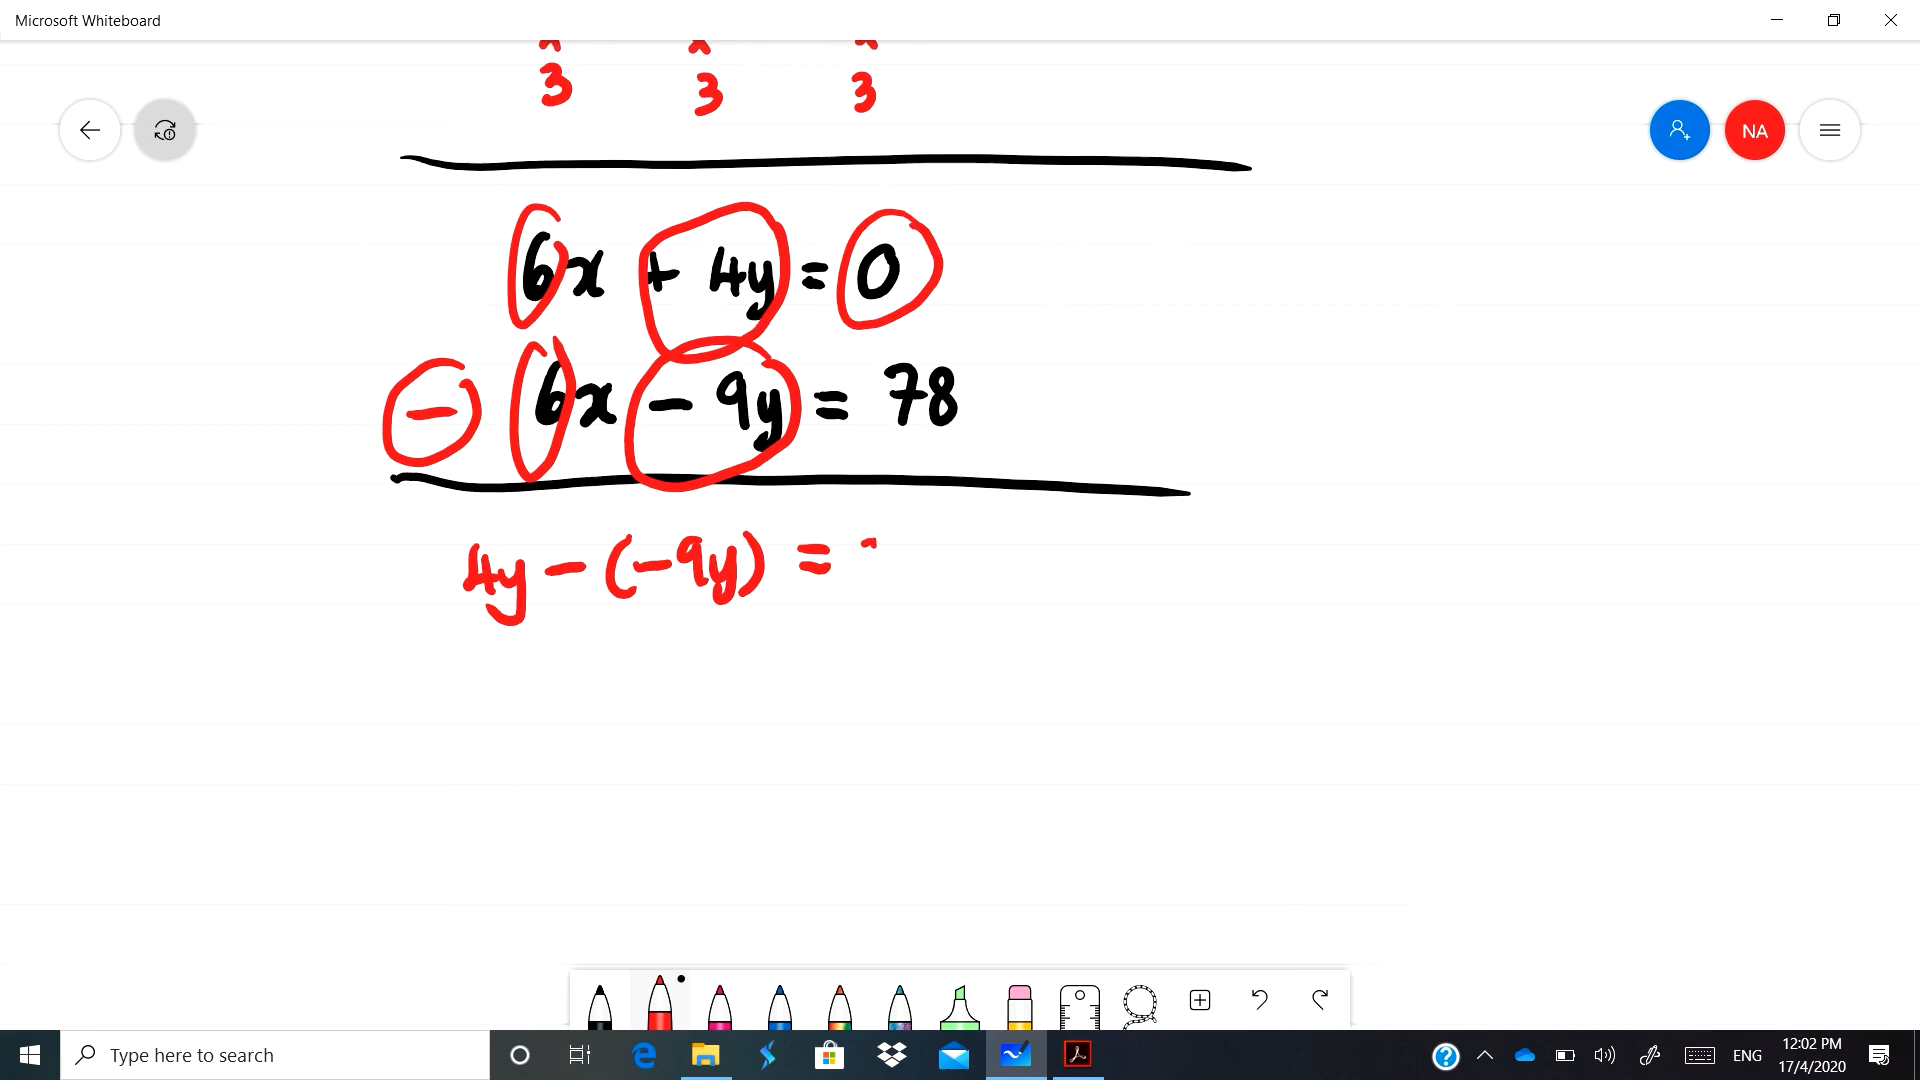 Microsoft Whiteboard
3 3 3
NA
6x + 4y = 0
- 6x - 9y = 78
4y - (-9y) =
Type here to search
ENG
12:02 PM
17/4/2020